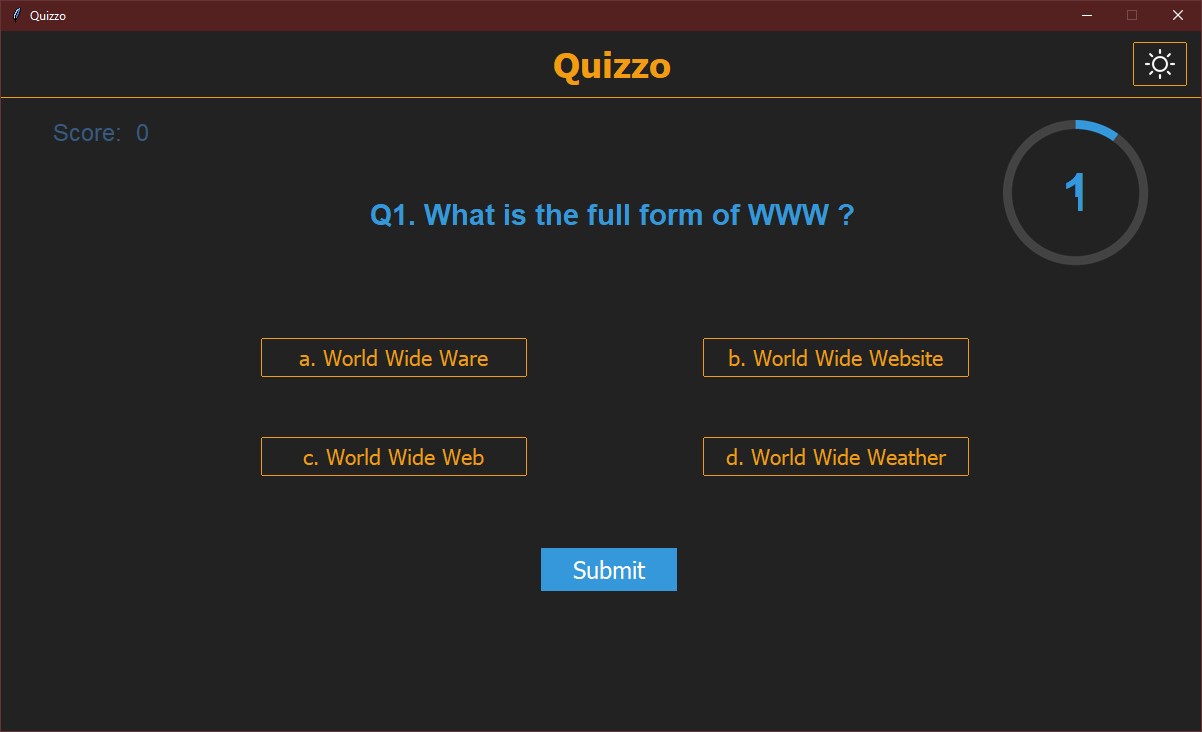 Quizzo
Quizzo
Score: 0
1
Q1. What is the full form of WWW ?
a. World Wide Ware
b. World Wide Website
c. World Wide Web
d. World Wide Weather
Submit